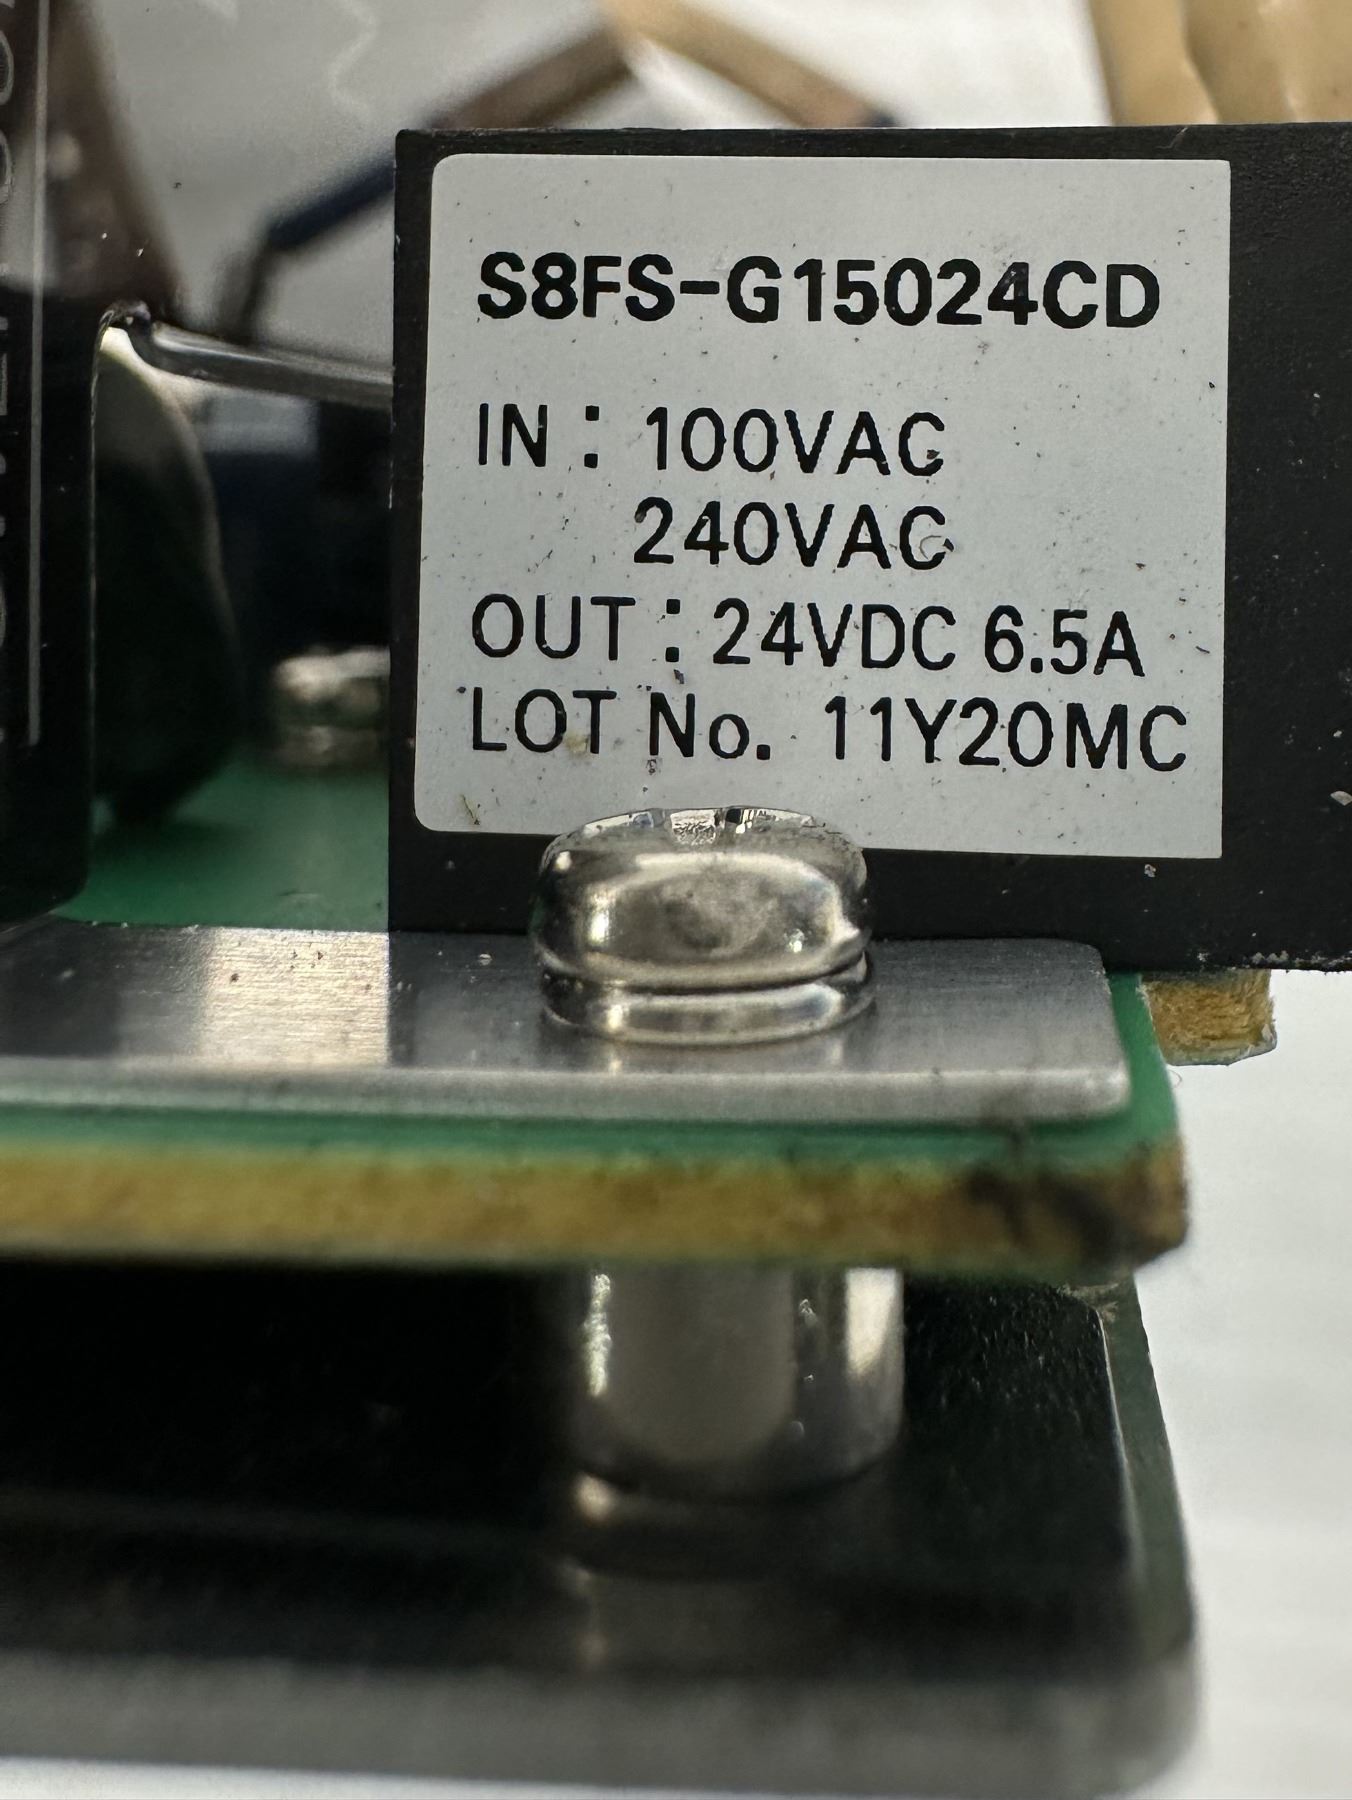 S8FS-G15024CD
IN : 100VAC
240VAC
OUT : 24VDC 6.5A
LOT No. 11Y20MC